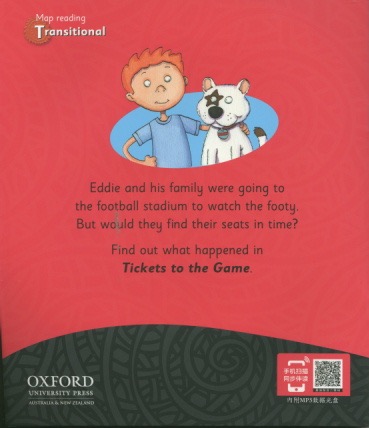 Map reading
Transitional
Eddie and his family were going to
the football stadium to watch the footy.
But would they find their seats in time?
Find out what happened in
Tickets to the Game.
手机扫描
同步伴读
OXFORD
UNIVERSITY PRESS
AUSTRALIA & NEW ZEALAND
内附MP3数据光盘